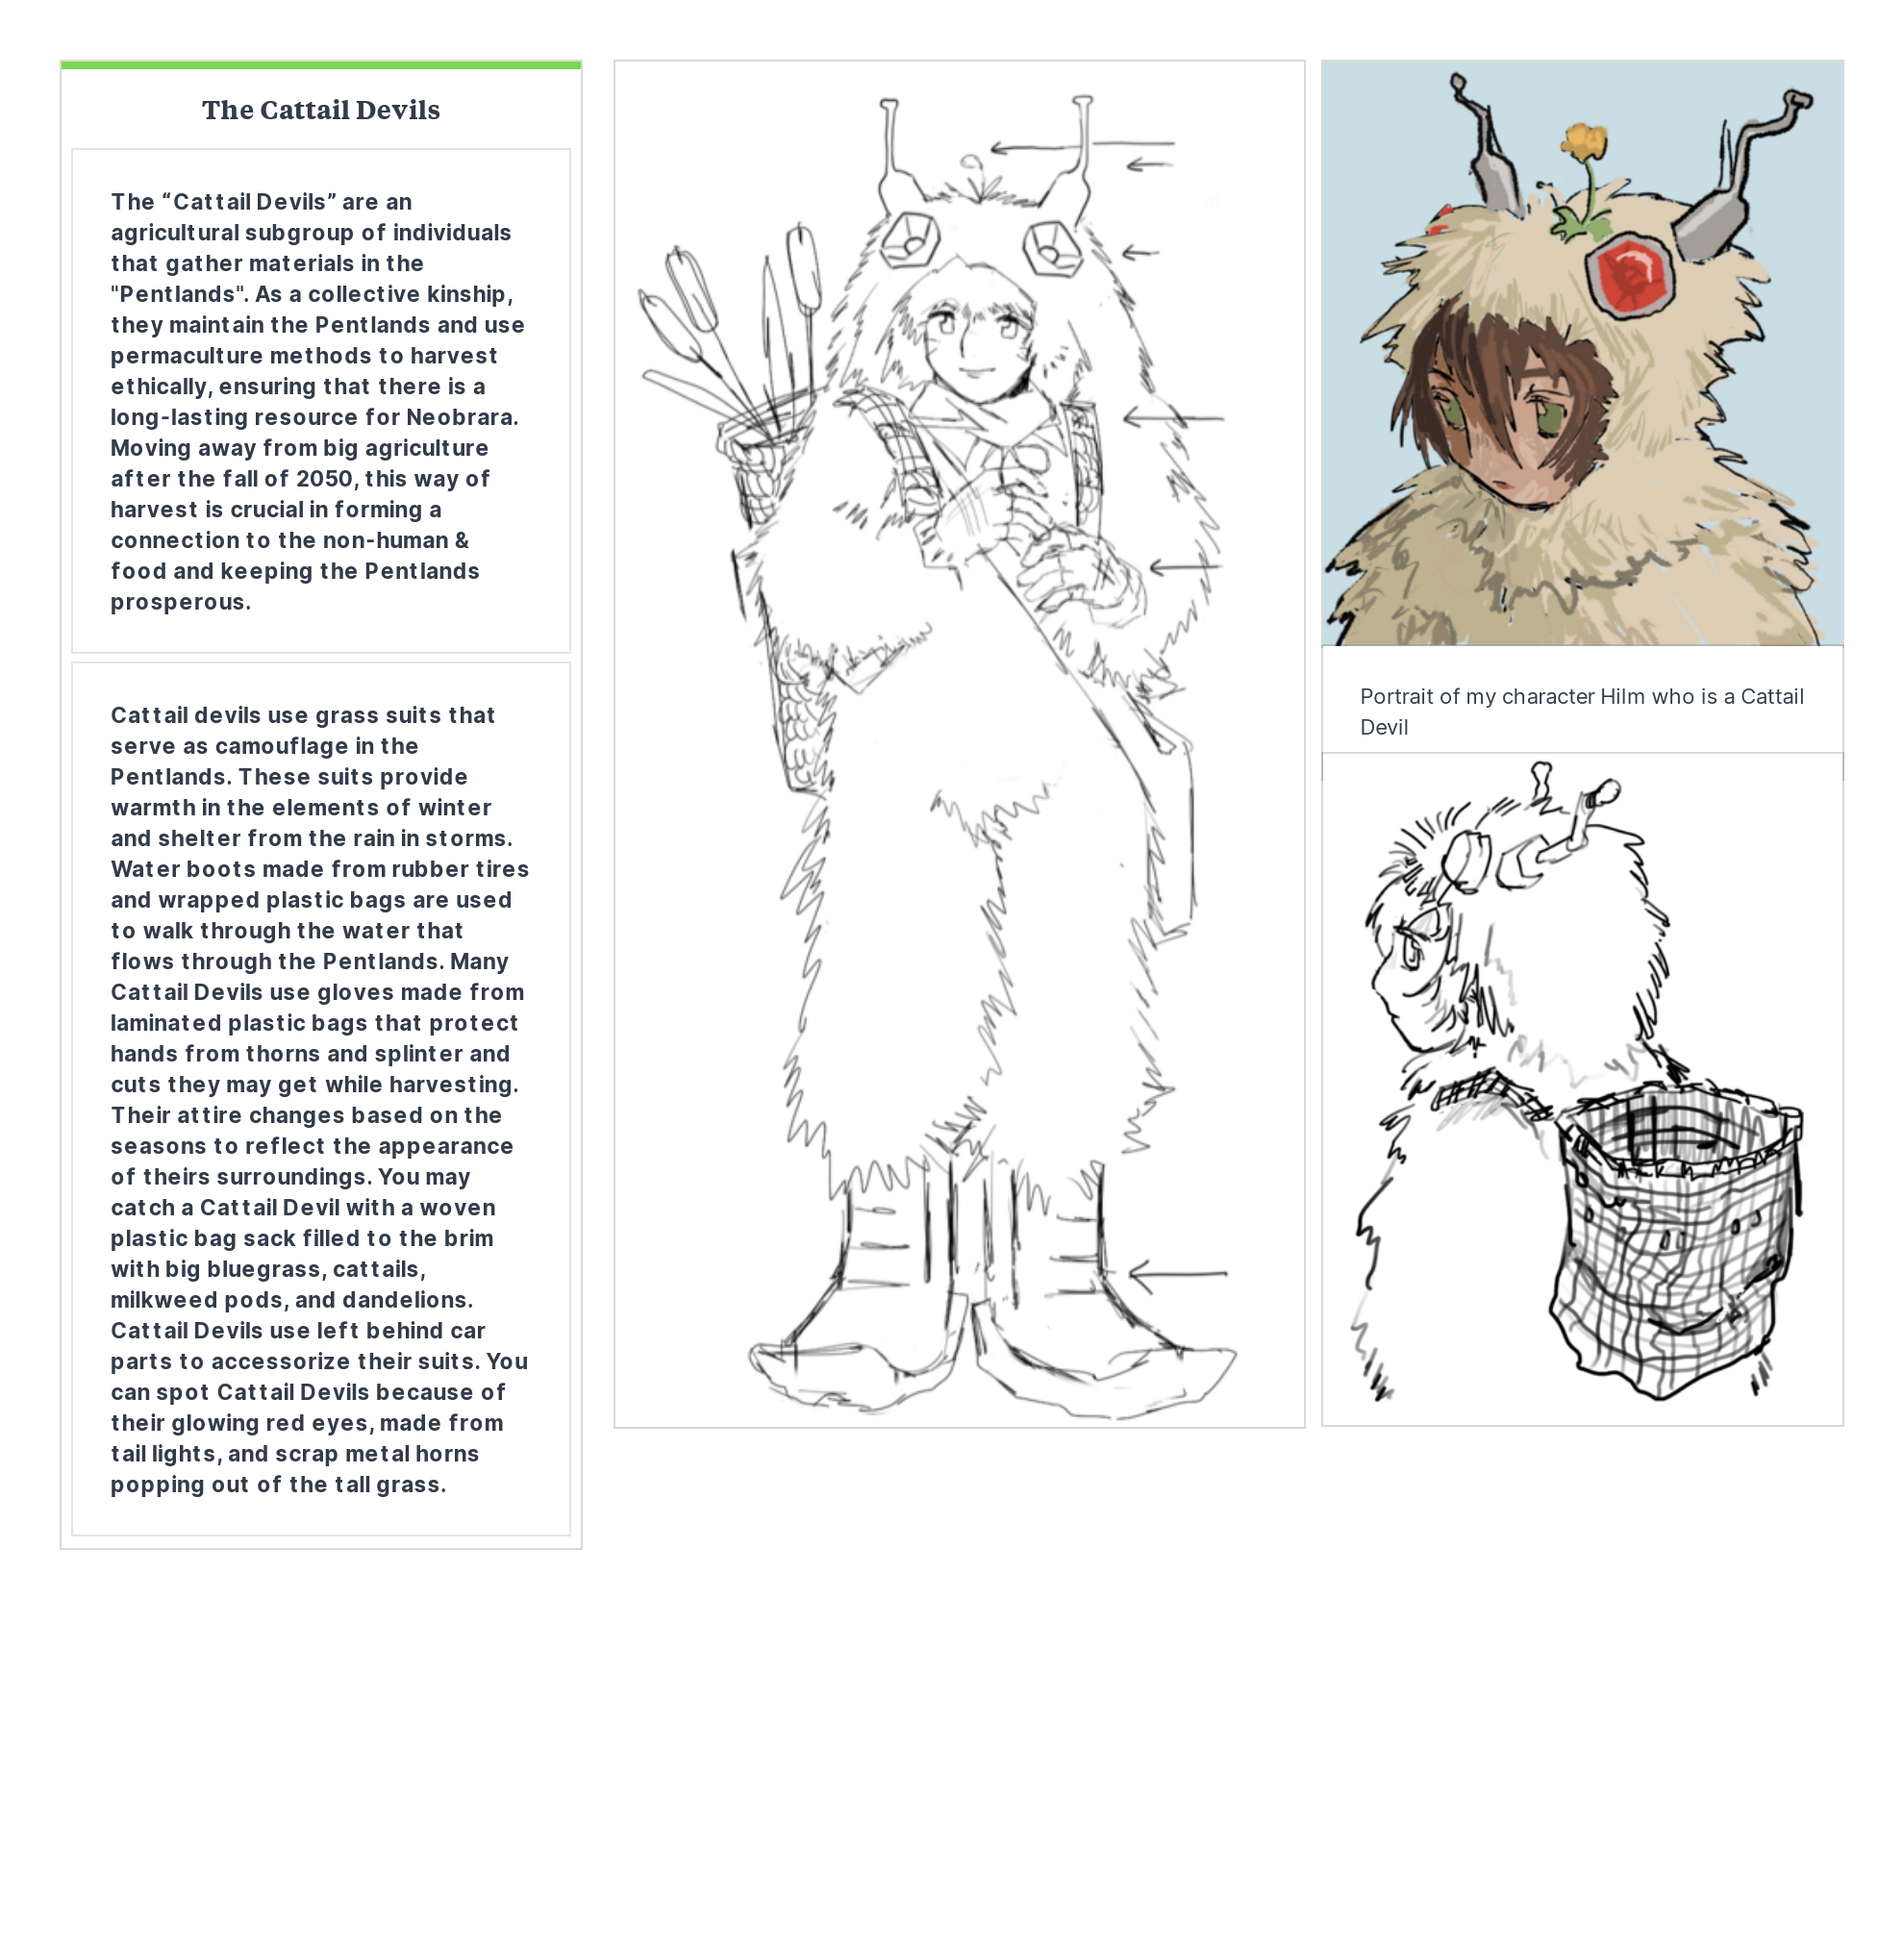 The Cattail Devils
The “Cattail Devils” are an
agricultural subgroup of individuals
that gather materials in the
"Pentlands". As a collective kinship,
they maintain the Pentlands and use
permaculture methods to harvest
ethically, ensuring that there is a
long-lasting resource for Neobrara.
Moving away from big agriculture
after the fall of 2050, this way of
harvest is crucial in forming a
connection to the non-human &
food and keeping the Pentlands
prosperous.
Cattail devils use grass suits that
serve as camouflage in the
Pentlands. These suits provide
warmth in the elements of winter
and shelter from the rain in storms.
Water boots made from rubber tires
and wrapped plastic bags are used
to walk through the water that
flows through the Pentlands. Many
Cattail Devils use gloves made from
laminated plastic bags that protect
hands from thorns and splinter and
cuts they may get while harvesting.
Their attire changes based on the
seasons to reflect the appearance
of theirs surroundings. You may
catch a Cattail Devil with a woven
plastic bag sack filled to the brim
with big bluegrass, cattails,
milkweed pods, and dandelions.
Cattail Devils use left behind car
parts to accessorize their suits. You
can spot Cattail Devils because of
their glowing red eyes, made from
tail lights, and scrap metal horns
popping out of the tall grass.
Portrait of my character Hilm who is a Cattail
Devil